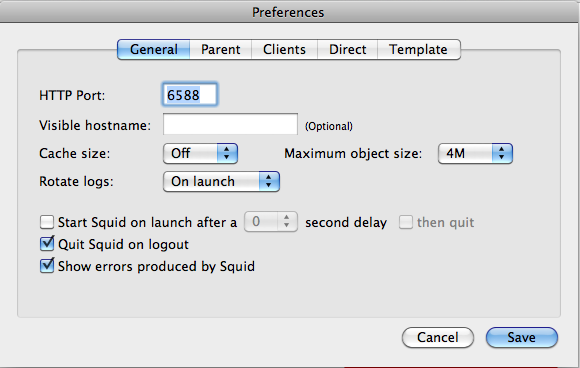 Preferences
General Parent Clients Direct Template
HTTP Port: 6588
Visible hostname: (Optional)
Cache size: Off Maximum object size: 4M
Rotate logs: On launch
Start Squid on launch after a 0 second delay then quit
Quit Squid on logout
Show errors produced by Squid
Cancel Save